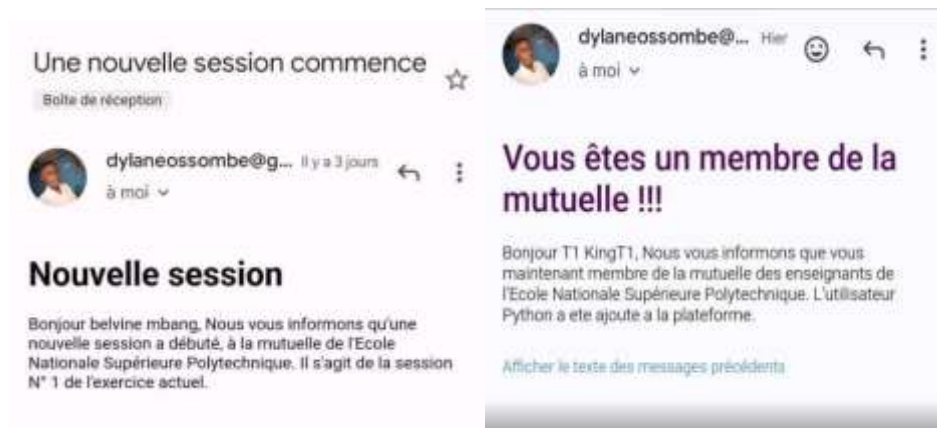 Une nouvelle session commence
Boîte de réception
dylaneossombe@g... Il y a 3 jours
à moi
Nouvelle session
Bonjour belvine mbang, Nous vous informons qu'une
nouvelle session a débuté, à la mutuelle de l'Ecole
Nationale Supérieure Polytechnique. Il s'agit de la session
N° 1 de l'exercice actuel.
dylaneossombe@... Hier
à moi
Vous êtes un membre de la
mutuelle !!!
Bonjour T1 KingT1, Nous vous informons que vous
maintenant membre de la mutuelle des enseignants de
l'Ecole Nationale Supérieure Polytechnique. L'utilisateur
Python a ete ajoute a la plateforme.
Afficher le texte des messages précédents